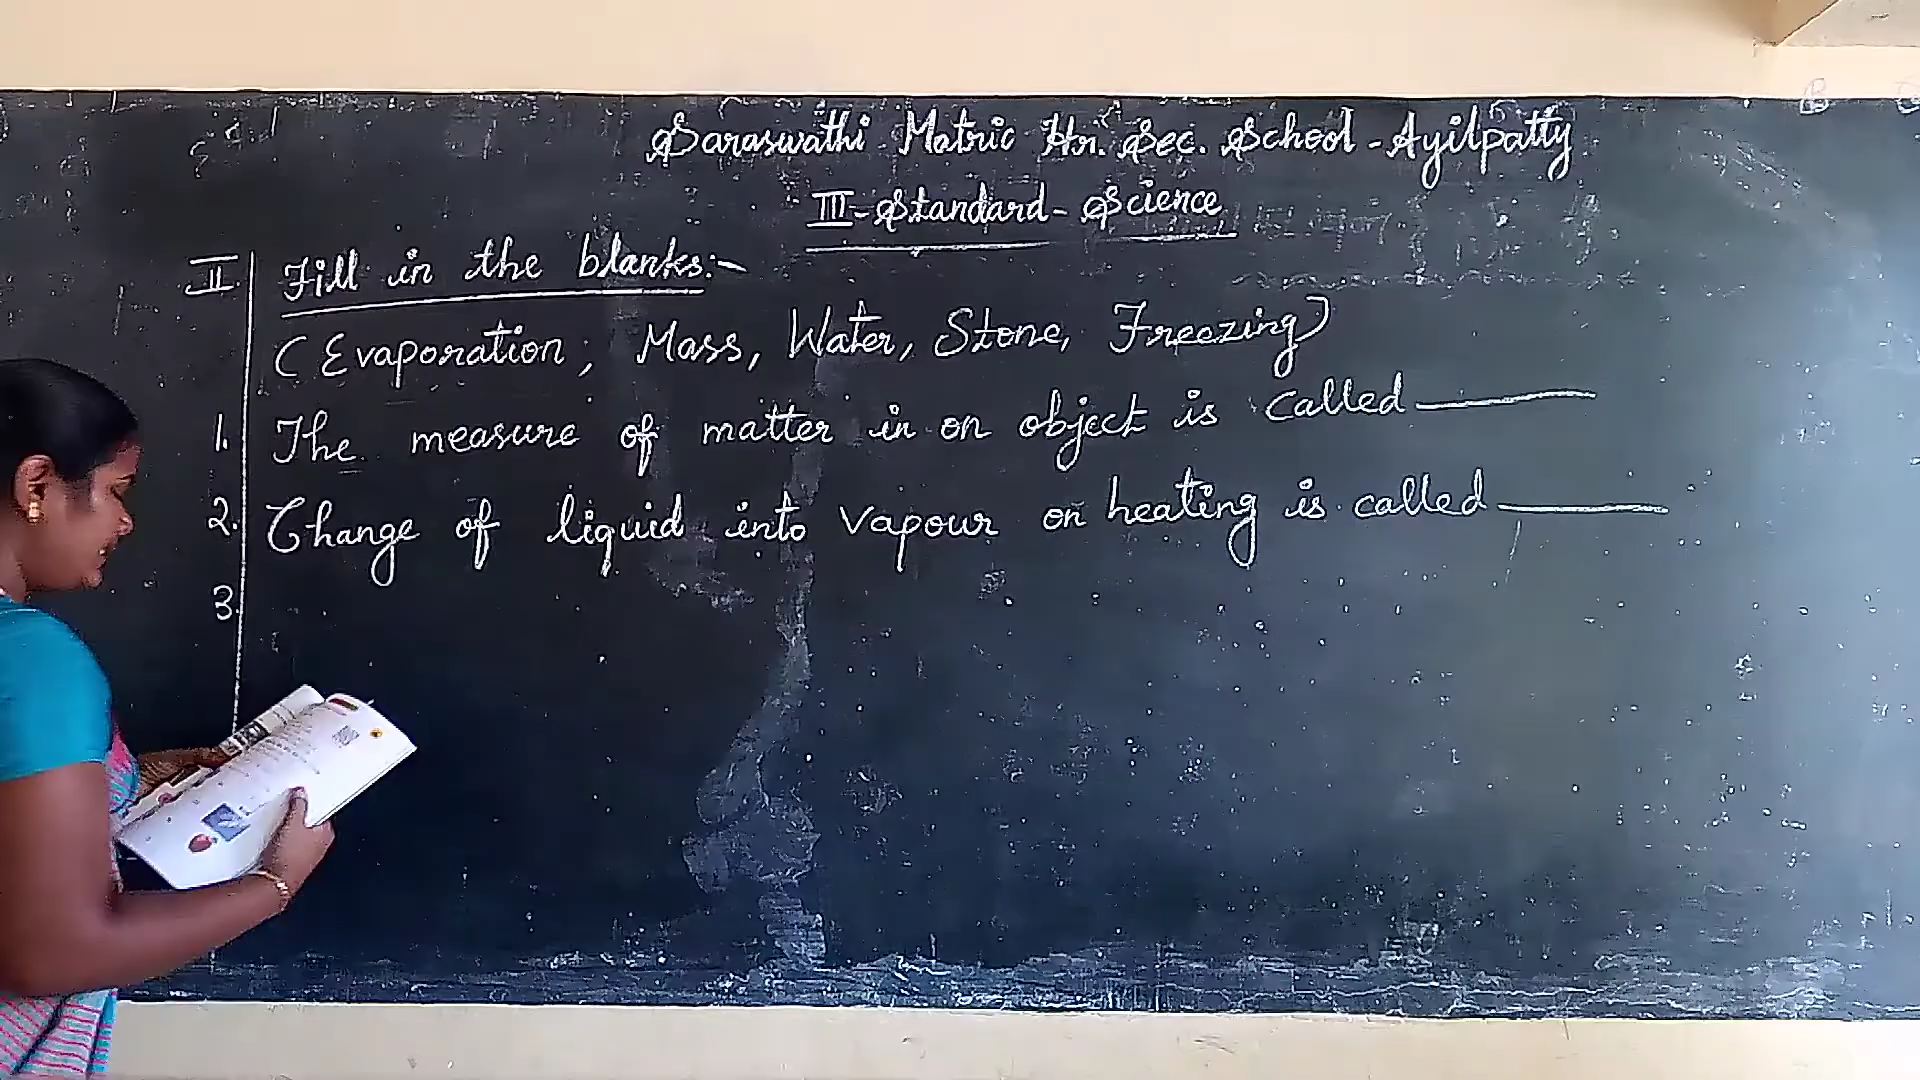 Saraswathi Matric Hr. Sec. School - Ayilpatty
III - Standard - Science
II Fill in the blanks:-
(Evaporation, Mass, Water, Stone, Freezing)
1. The measure of matter in on object is called
2. Change of liquid into vapour on heating is called
3.